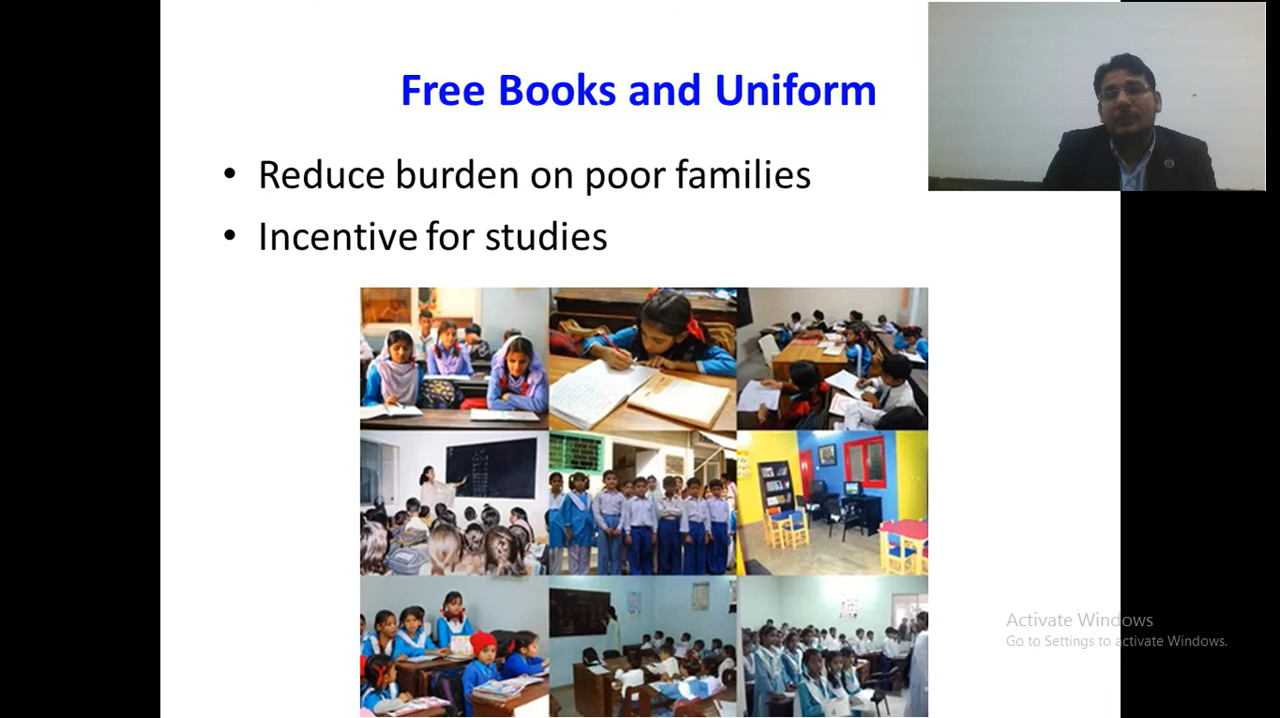 Free Books and Uniform
• Reduce burden on poor families
• Incentive for studies
Activate Windows
Go to Settings to activate Windows.